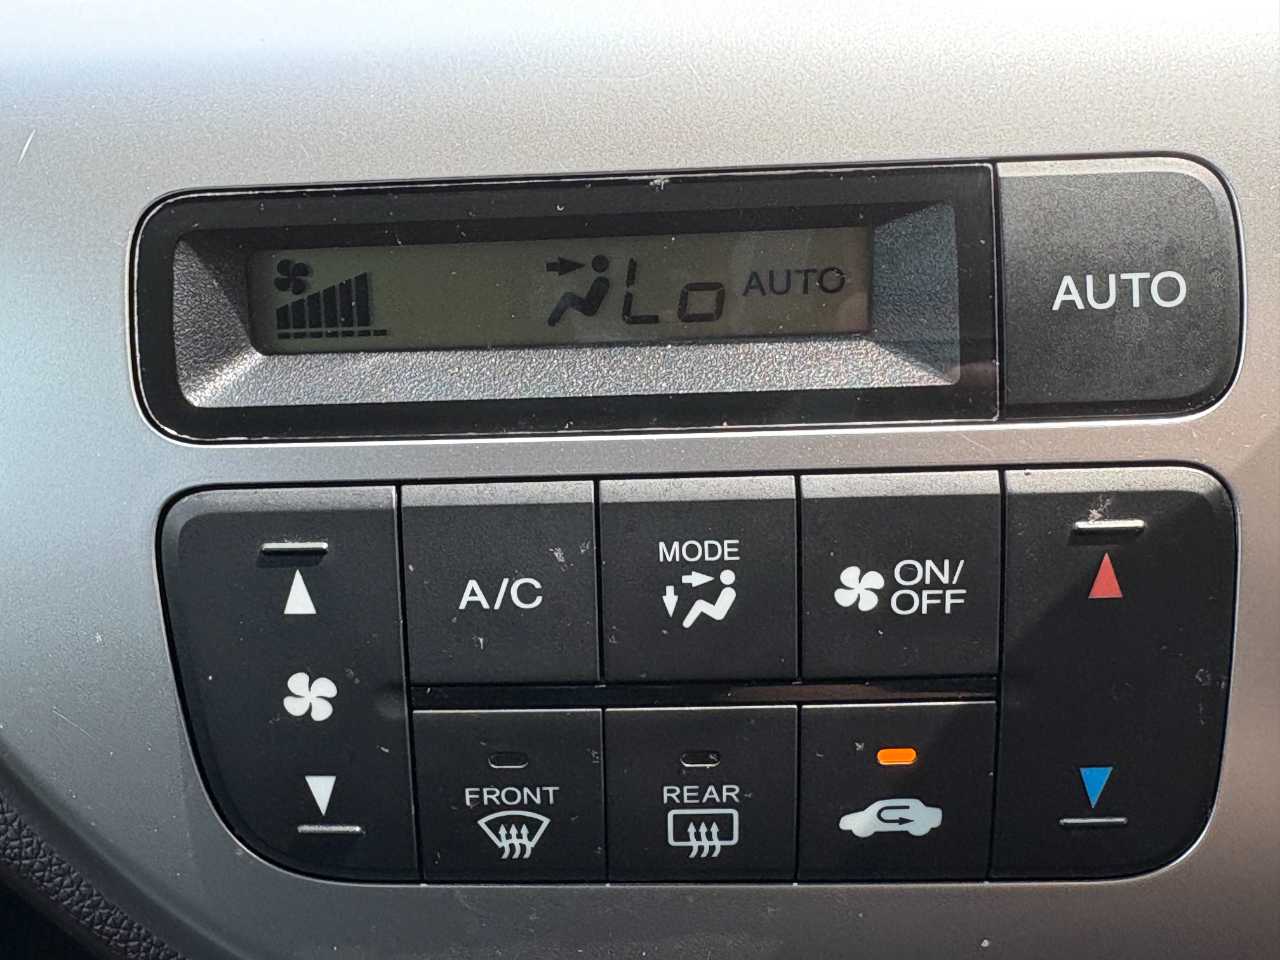 Lo AUTO
AUTO
A/C
MODE
ON/
OFF
FRONT
REAR